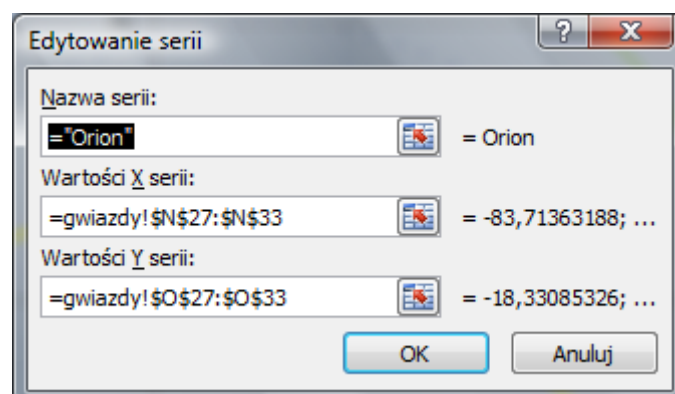 Edytowanie serii
Nazwa serii:
="Orion" = Orion
Wartości X serii:
=gwiazdy!$N$27:$N$33 = -83,71363188; ...
Wartości Y serii:
=gwiazdy!$O$27:$O$33 = -18,33085326; ...
OK Anuluj